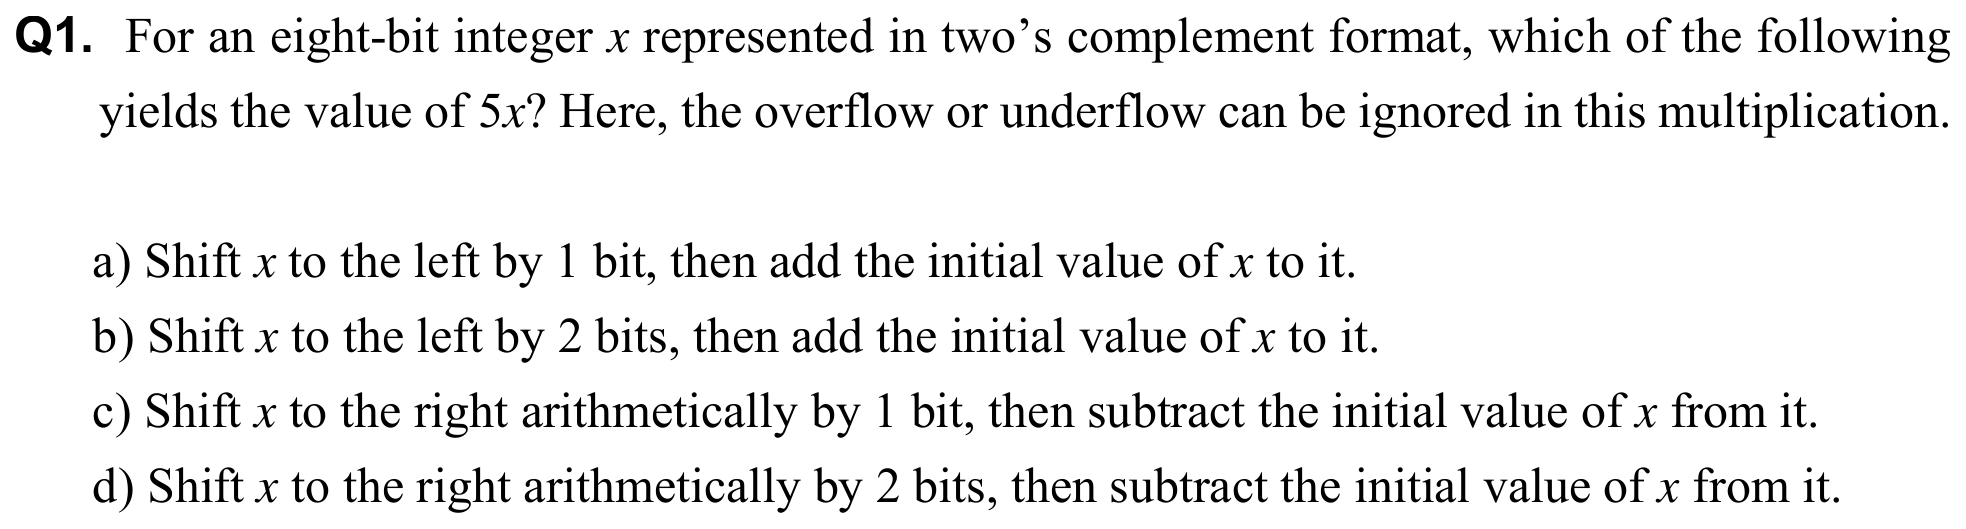 Q1. For an eight-bit integer x represented in two’s complement format, which of the following
yields the value of 5x? Here, the overflow or underflow can be ignored in this multiplication.
a) Shift x to the left by 1 bit, then add the initial value of x to it.
b) Shift x to the left by 2 bits, then add the initial value of x to it.
c) Shift x to the right arithmetically by 1 bit, then subtract the initial value of x from it.
d) Shift x to the right arithmetically by 2 bits, then subtract the initial value of x from it.